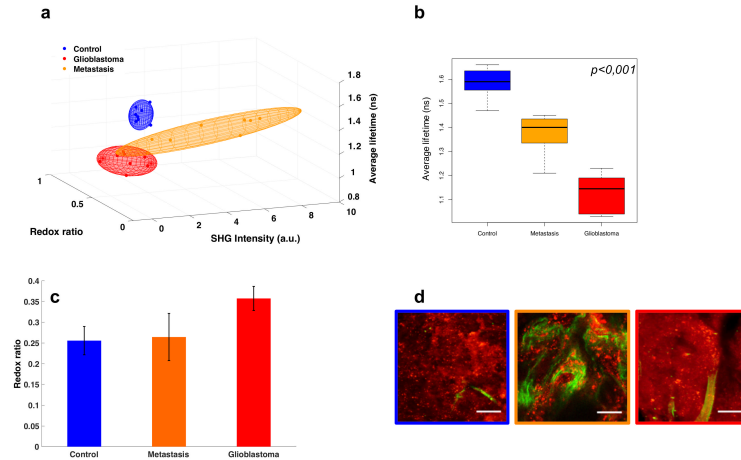 a
Control
Glioblastoma
Metastasis
1.8
1.6
1.4
1.2
1
0.8
Average lifetime (ns)
1
0.5
0
Redox ratio
0
2
4
6
8
10
SHG Intensity (a.u.)
b
p<0,001
1.6
1.5
1.4
1.3
1.2
1.1
Average lifetime (ns)
Control
Metastasis
Glioblastoma
c
0.4
0.35
0.3
0.25
0.2
0.15
0.1
0.05
0
Redox ratio
Control
Metastasis
Glioblastoma
d